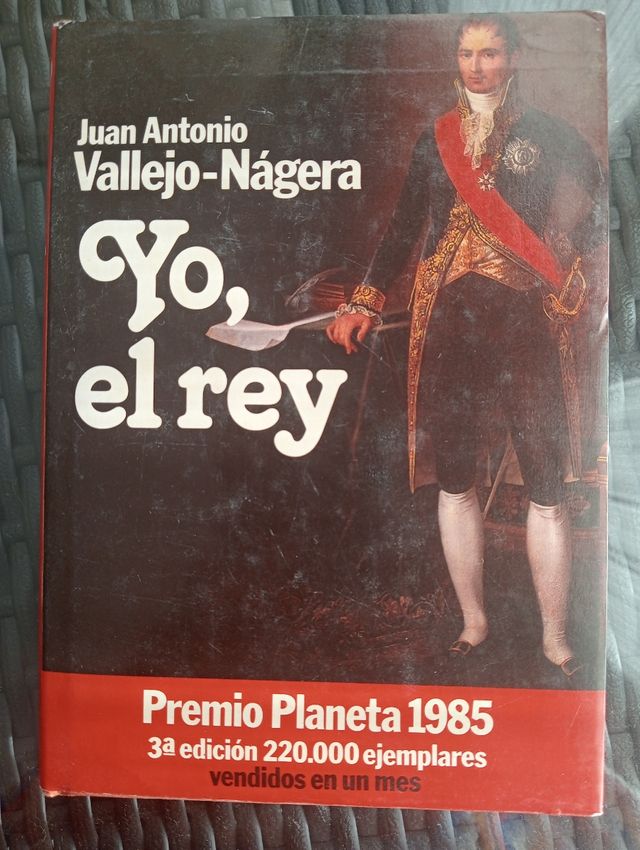 Juan Antonio
Vallejo-Nágera
Yo,
el rey
Premio Planeta 1985
3ª edición 220.000 ejemplares
vendidos en un mes